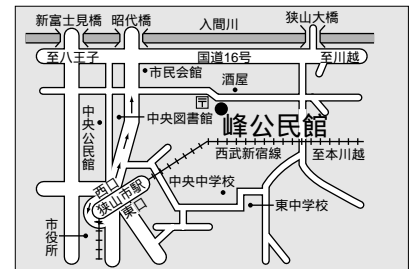 新富士見橋
昭代橋
入間川
狭山大橋
至八王子
国道16号
至川越
市民会館
酒屋
〒
中央公民館
中央図書館
峰公民館
西武新宿線
至本川越
西口
狭山市駅
東口
中央中学校
東中学校
市役所